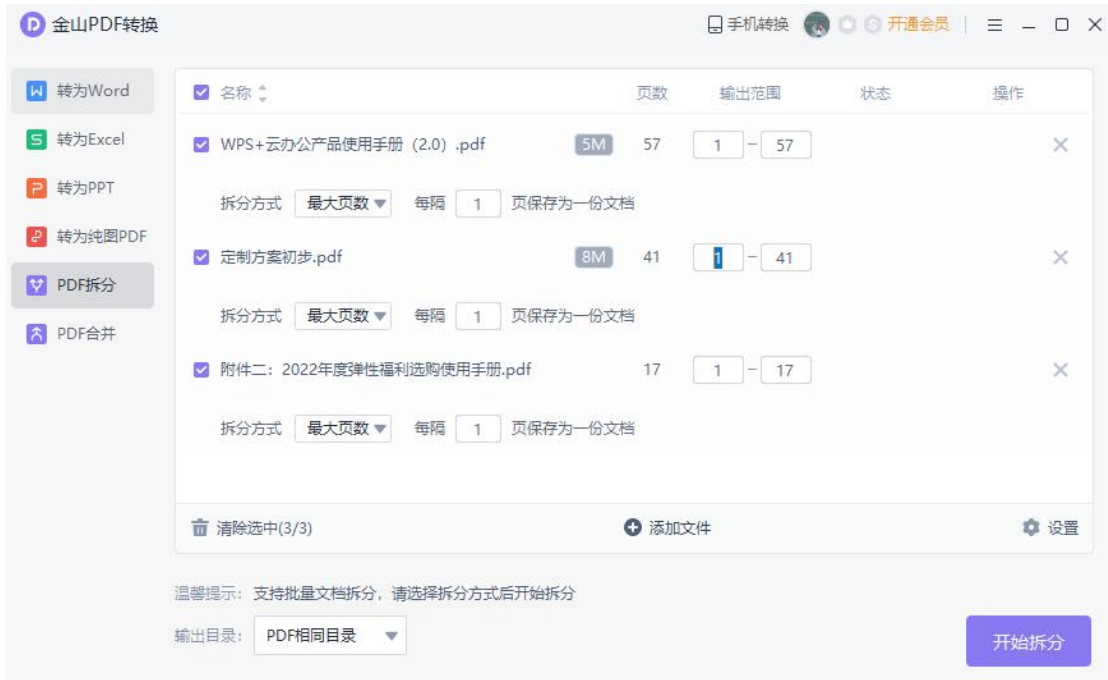 金山PDF转换 手机转换 开通会员
转为Word
转为Excel
转为PPT
转为纯图PDF
PDF拆分
PDF合并
名称 页数 输出范围 状态 操作
WPS+云办公产品使用手册（2.0）.pdf 5M 57 1 - 57
拆分方式 最大页数 每隔 1 页保存为一份文档
定制方案初步.pdf 8M 41 1 - 41
拆分方式 最大页数 每隔 1 页保存为一份文档
附件二：2022年度弹性福利选购使用手册.pdf 17 1 - 17
拆分方式 最大页数 每隔 1 页保存为一份文档
清除选中(3/3) 添加文件 设置
温馨提示：支持批量文档拆分，请选择拆分方式后开始拆分
输出目录： PDF相同目录
开始拆分